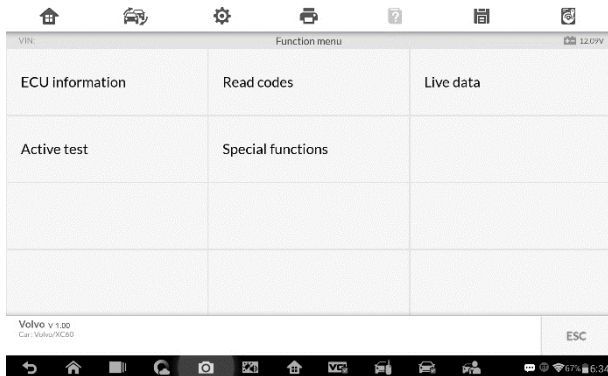 VIN: Function menu 12.09V
ECU information Read codes Live data
Active test Special functions
Volvo V 1.00
Car: Volvo/XC60
ESC
67% 6:34